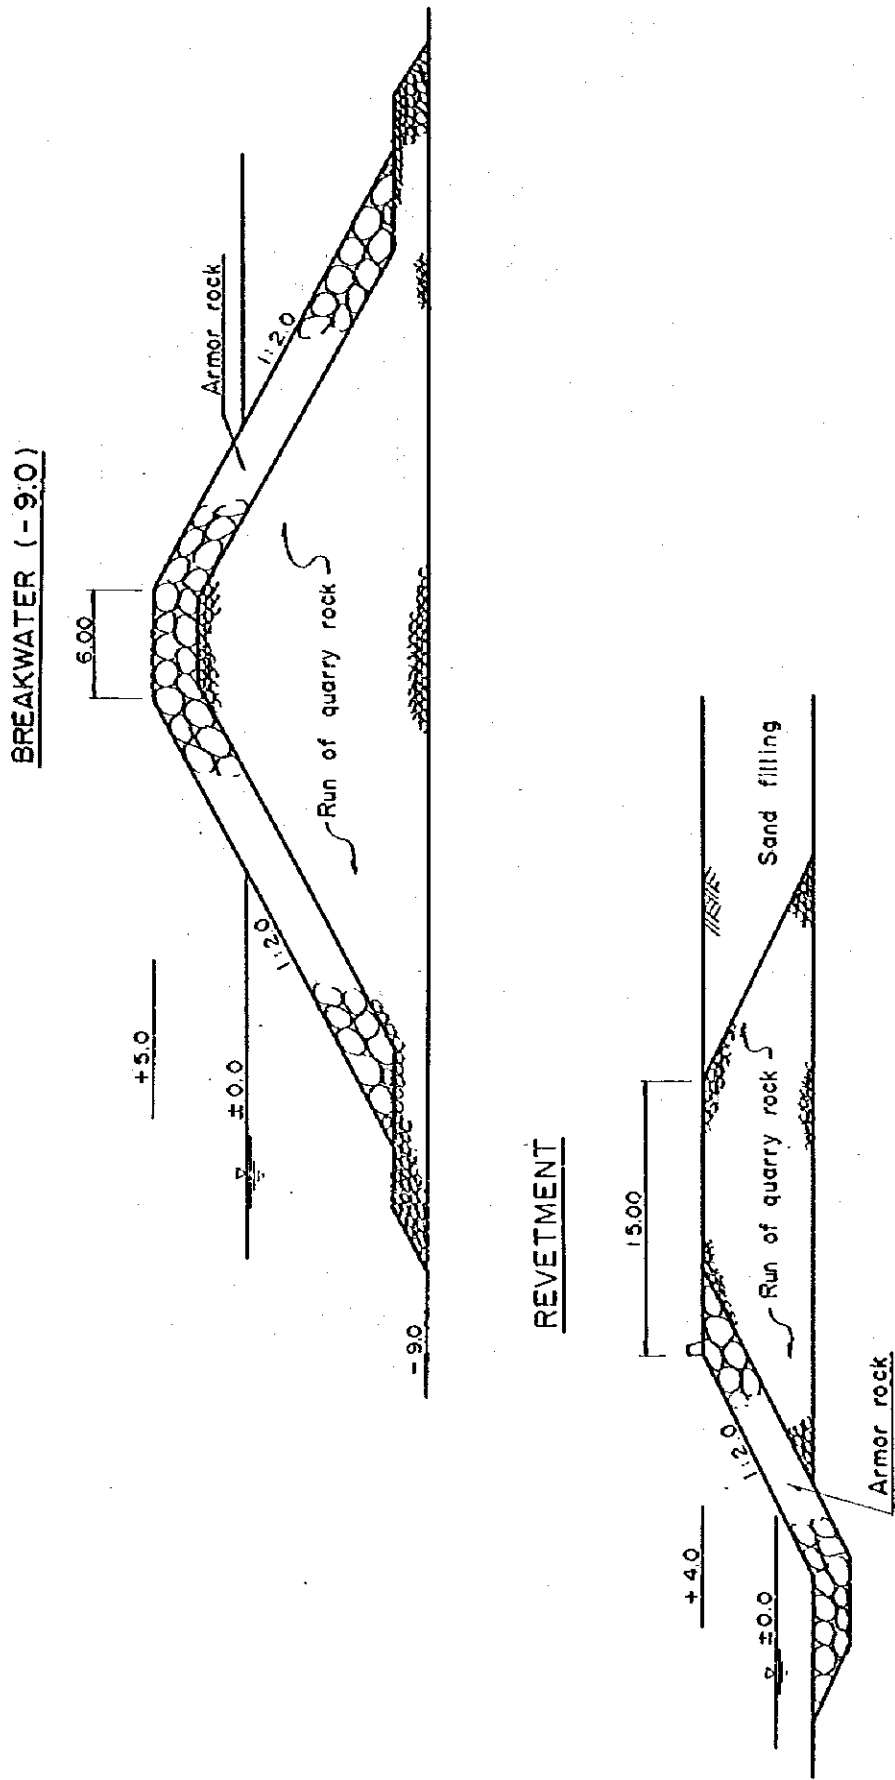 BREAKWATER (-9.0)
6.00
+5.0
±0.0
-9.0
1:2.0
1:2.0
Armor rock
Run of quarry rock
REVETMENT
15.00
+4.0
±0.0
1:2.0
Run of quarry rock
Sand filling
Armor rock